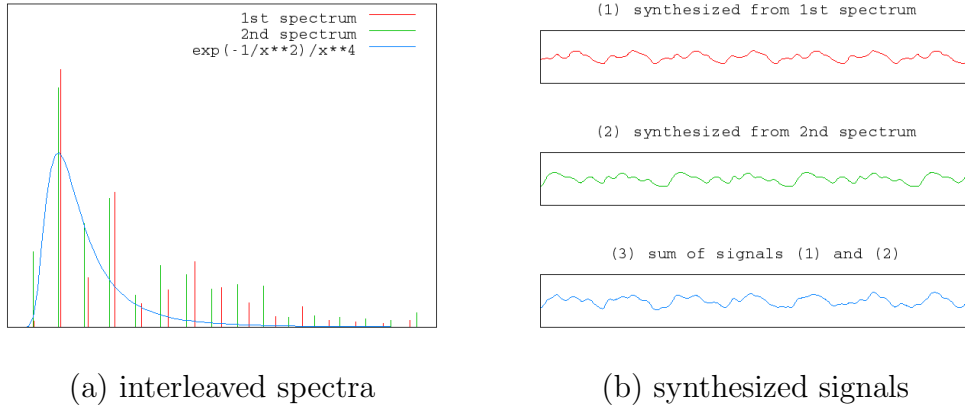 1st spectrum
2nd spectrum
exp(-1/x**2)/x**4
(a) interleaved spectra
(1) synthesized from 1st spectrum
(2) synthesized from 2nd spectrum
(3) sum of signals (1) and (2)
(b) synthesized signals